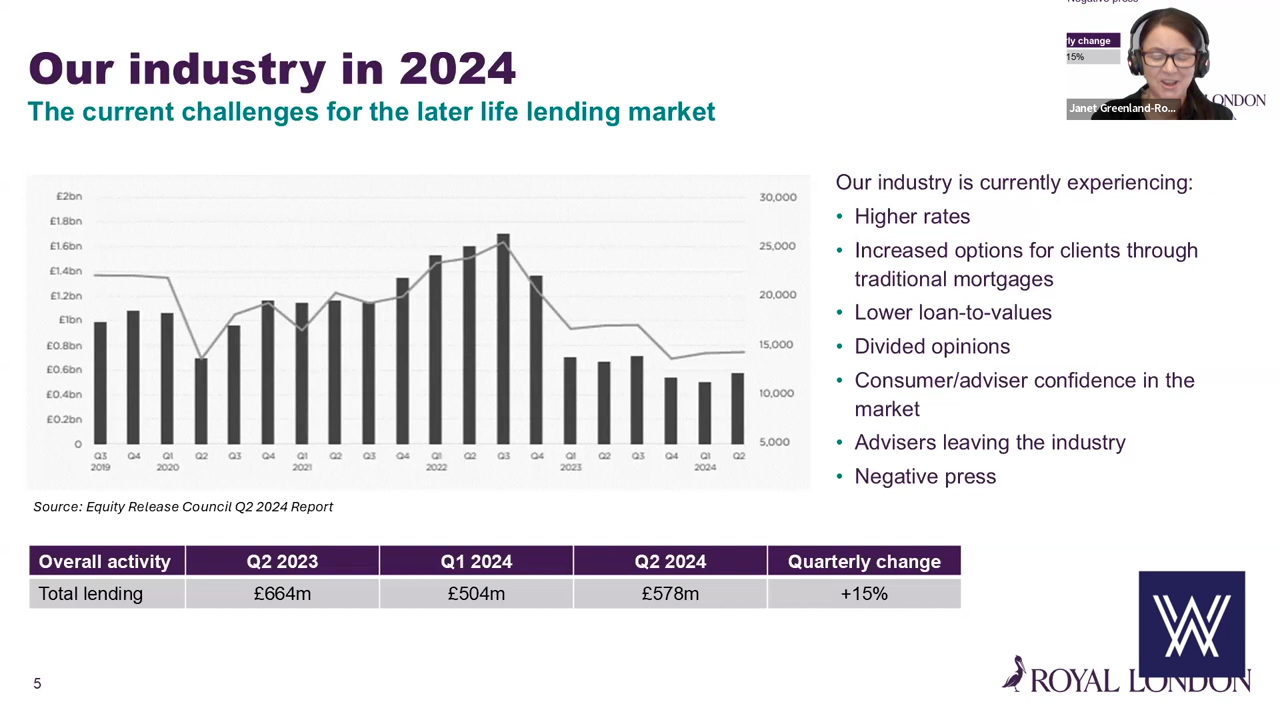 Negative press
rly change
15%
Janet Greenland-Ro...
ONDON
Our industry in 2024
The current challenges for the later life lending market
£2bn
£1.8bn
£1.6bn
£1.4bn
£1.2bn
£1bn
£0.8bn
£0.6bn
£0.4bn
£0.2bn
0
30,000
25,000
20,000
15,000
10,000
5,000
Q3 Q4 Q1 Q2 Q3 Q4 Q1 Q2 Q3 Q4 Q1 Q2 Q3 Q4 Q1 Q2 Q3 Q4 Q1 Q2
2019 2020 2021 2022 2023 2024
Source: Equity Release Council Q2 2024 Report
Our industry is currently experiencing:
• Higher rates
• Increased options for clients through
traditional mortgages
• Lower loan-to-values
• Divided opinions
• Consumer/adviser confidence in the
market
• Advisers leaving the industry
• Negative press
Overall activity Q2 2023 Q1 2024 Q2 2024 Quarterly change
Total lending £664m £504m £578m +15%
W
5
ROYAL LONDON